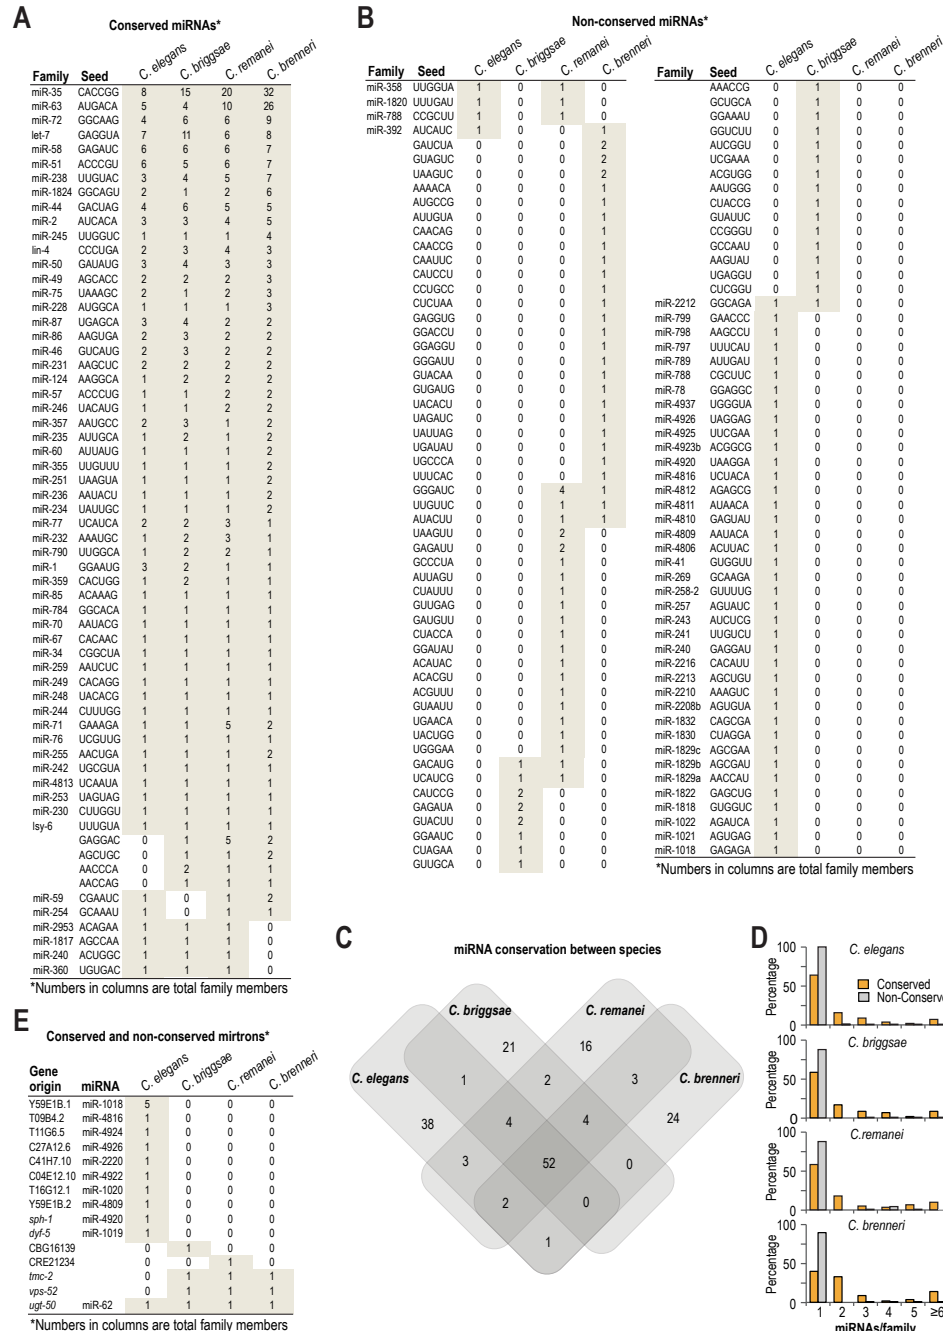 A
Conserved miRNAs*
Family Seed C. elegans C. briggsae C. remanei C. brenneri
miR-35 CACCGG 8 15 20 32
miR-63 AUGACA 5 4 10 26
miR-72 GGCAAG 4 6 6 9
let-7 GAGGUA 7 11 6 8
miR-58 GAGAUC 6 6 6 7
miR-51 ACCCGU 6 5 6 7
miR-238 UUGUAC 3 4 5 7
miR-1824 GGCAGU 2 1 2 6
miR-44 GACUAG 4 6 5 5
miR-2 AUCACA 3 3 4 5
miR-245 UUGGUC 1 1 1 4
lin-4 CCCUGA 2 3 4 3
miR-50 GAUAUG 3 4 3 3
miR-49 AGCACC 2 2 2 3
miR-75 UAAAGC 2 1 2 3
miR-228 AUGGCA 1 1 1 3
miR-87 UGAGCA 3 4 2 2
miR-86 AAGUGA 2 3 2 2
miR-46 GUCAUG 2 3 2 2
miR-231 AAGCUC 2 2 2 2
miR-124 AAGGCA 1 2 2 2
miR-57 ACCCUG 1 1 2 2
miR-246 UACAUG 1 1 2 2
miR-357 AAUGCC 2 3 1 2
miR-235 AUUGCA 1 2 1 2
miR-60 AUUAUG 1 1 1 2
miR-355 UUGUUU 1 1 1 2
miR-251 UAAGUA 1 1 1 2
miR-236 AAUACU 1 1 1 2
miR-234 UAUUGC 1 1 1 2
miR-77 UCAUCA 2 2 3 1
miR-232 AAAUGC 1 2 3 1
miR-790 UUGGCA 1 2 2 1
miR-1 GGAAUG 3 2 1 1
miR-359 CACUGG 1 2 1 1
miR-85 ACAAAG 1 1 1 1
miR-784 GGCACA 1 1 1 1
miR-70 AAUACG 1 1 1 1
miR-67 CACAAC 1 1 1 1
miR-34 CGGCUA 1 1 1 1
miR-259 AAUCUC 1 1 1 1
miR-249 CACAGG 1 1 1 1
miR-248 UACACG 1 1 1 1
miR-244 CUUUGG 1 1 1 1
miR-71 GAAAGA 1 1 5 2
miR-76 UCGUUG 1 1 1 1
miR-255 AACUGA 1 1 1 2
miR-242 UGCGUA 1 1 1 1
miR-4813 UCAAUA 1 1 1 1
miR-253 UAGUAG 1 1 1 1
miR-230 CUUGGU 1 1 1 1
lsy-6 UUUGUA 1 1 1 1
GAGGAC 0 1 5 2
AGCUGC 0 1 1 2
AACCCA 0 2 1 1
AACCAG 0 1 1 1
miR-59 CGAAUC 1 0 1 2
miR-254 GCAAAU 1 0 1 1
miR-2953 ACAGAA 1 1 1 0
miR-1817 AGCCAA 1 1 1 0
miR-240 ACUGGC 1 1 1 0
miR-360 UGUGAC 1 1 1 0
*Numbers in columns are total family members
B
Non-conserved miRNAs*
Family Seed C. elegans C. briggsae C. remanei C. brenneri
miR-358 UUGGUA 1 0 1 0
miR-1820 UUUGAU 1 0 1 0
miR-788 CCGCUU 1 0 1 0
miR-392 AUCAUC 1 0 0 1
GAUCUA 0 0 0 2
GUAGUC 0 0 0 2
UAAGUC 0 0 0 2
AAAACA 0 0 0 1
AUGCCG 0 0 0 1
AUUGUA 0 0 0 1
CAACAG 0 0 0 1
CAACCG 0 0 0 1
CAAUUC 0 0 0 1
CAUCCU 0 0 0 1
CCUGCC 0 0 0 1
CUCUAA 0 0 0 1
GAGGUG 0 0 0 1
GGACCU 0 0 0 1
GGAGGU 0 0 0 1
GGGAUU 0 0 0 1
GUACAA 0 0 0 1
GUGAUG 0 0 0 1
UACACU 0 0 0 1
UAGAUC 0 0 0 1
UAUUAG 0 0 0 1
UGAUAU 0 0 0 1
UGCCCA 0 0 0 1
UUUCAC 0 0 0 1
GGGAUC 0 0 4 1
UUGUUC 0 0 1 1
AUACUU 0 0 1 1
UAAGUU 0 0 2 0
GAGAUU 0 0 2 0
GCCCUA 0 0 1 0
AUUAGU 0 0 1 0
CUAUUU 0 0 1 0
GUUGAG 0 0 1 0
GAUGUU 0 0 1 0
CUACCA 0 0 1 0
GGAUAU 0 0 1 0
ACAUAC 0 0 1 0
ACACGU 0 0 1 0
ACGUUU 0 0 1 0
GUAAUU 0 0 1 0
UGAACA 0 0 1 0
UACUGG 0 0 1 0
UGGGAA 0 0 1 0
GACAUG 0 1 1 0
UCAUCG 0 1 1 0
CAUCCG 0 2 0 0
GAGAUA 0 2 0 0
GUACUU 0 2 0 0
GGAAUC 0 1 0 0
CUAGAA 0 1 0 0
GUUGCA 0 1 0 0
Family Seed C. elegans C. briggsae C. remanei C. brenneri
AAACCG 0 1 0 0
GCUGCA 0 1 0 0
GGAAAU 0 1 0 0
GGUCUU 0 1 0 0
AUCGGU 0 1 0 0
UCGAAA 0 1 0 0
ACGUGG 0 1 0 0
AAUGGG 0 1 0 0
CUACCG 0 1 0 0
GUAUUC 0 1 0 0
CCGGGU 0 1 0 0
GCCAAU 0 1 0 0
AAGUAU 0 1 0 0
UGAGGU 0 1 0 0
CUCGGU 0 1 0 0
miR-2212 GGCAGA 1 1 0 0
miR-799 GAACCC 1 0 0 0
miR-798 AAGCCU 1 0 0 0
miR-797 UUUCAU 1 0 0 0
miR-789 AUUGAU 1 0 0 0
miR-788 CGCUUC 1 0 0 0
miR-78 GGAGGC 1 0 0 0
miR-4937 UGGGUA 1 0 0 0
miR-4926 UAGGAG 1 0 0 0
miR-4925 UUCGAA 1 0 0 0
miR-4923b ACGGCG 1 0 0 0
miR-4920 UAAGGA 1 0 0 0
miR-4816 UCUACA 1 0 0 0
miR-4812 AGAGCG 1 0 0 0
miR-4811 AUAACA 1 0 0 0
miR-4810 GAGUAU 1 0 0 0
miR-4809 AAUACA 1 0 0 0
miR-4806 ACUUAC 1 0 0 0
miR-41 GUGGUU 1 0 0 0
miR-269 GCAAGA 1 0 0 0
miR-258-2 GUUUUG 1 0 0 0
miR-257 AGUAUC 1 0 0 0
miR-243 AUCUCG 1 0 0 0
miR-241 UUGUCU 1 0 0 0
miR-240 GAGGAU 1 0 0 0
miR-2216 CACAUU 1 0 0 0
miR-2213 AGCUGU 1 0 0 0
miR-2210 AAAGUC 1 0 0 0
miR-2208b AGUGUA 1 0 0 0
miR-1832 CAGCGA 1 0 0 0
miR-1830 CUAGGA 1 0 0 0
miR-1829c AGCGAA 1 0 0 0
miR-1829b AGCGAU 1 0 0 0
miR-1829a AACCAU 1 0 0 0
miR-1822 GAGCUG 1 0 0 0
miR-1818 GUGGUC 1 0 0 0
miR-1022 AGAUCA 1 0 0 0
miR-1021 AGUGAG 1 0 0 0
miR-1018 GAGAGA 1 0 0 0
*Numbers in columns are total family members
C
miRNA conservation between species
C. briggsae C. remanei
C. elegans C. brenneri
21 16
1 2 3
38 4 4 24
3 52 0
2 0
1
D
C. elegans
Percentage
100
50
0
Conserved
Non-Conserve
C. briggsae
Percentage
100
50
0
C.remanei
Percentage
100
50
0
C. brenneri
Percentage
100
50
0
1 2 3 4 5 ≥6
miRNAs/family
E
Conserved and non-conserved mirtrons*
Gene origin miRNA C. elegans C. briggsae C. remanei C. brenneri
Y59E1B.1 miR-1018 5 0 0 0
T09B4.2 miR-4816 1 0 0 0
T11G6.5 miR-4924 1 0 0 0
C27A12.6 miR-4926 1 0 0 0
C41H7.10 miR-2220 1 0 0 0
C04E12.10 miR-4922 1 0 0 0
T16G12.1 miR-1020 1 0 0 0
Y59E1B.2 miR-4809 1 0 0 0
sph-1 miR-4920 1 0 0 0
dyf-5 miR-1019 1 0 0 0
CBG16139 0 1 0 0
CRE21234 0 0 1 0
tmc-2 0 1 1 1
vps-52 0 1 1 1
ugt-50 miR-62 1 1 1 1
*Numbers in columns are total family members